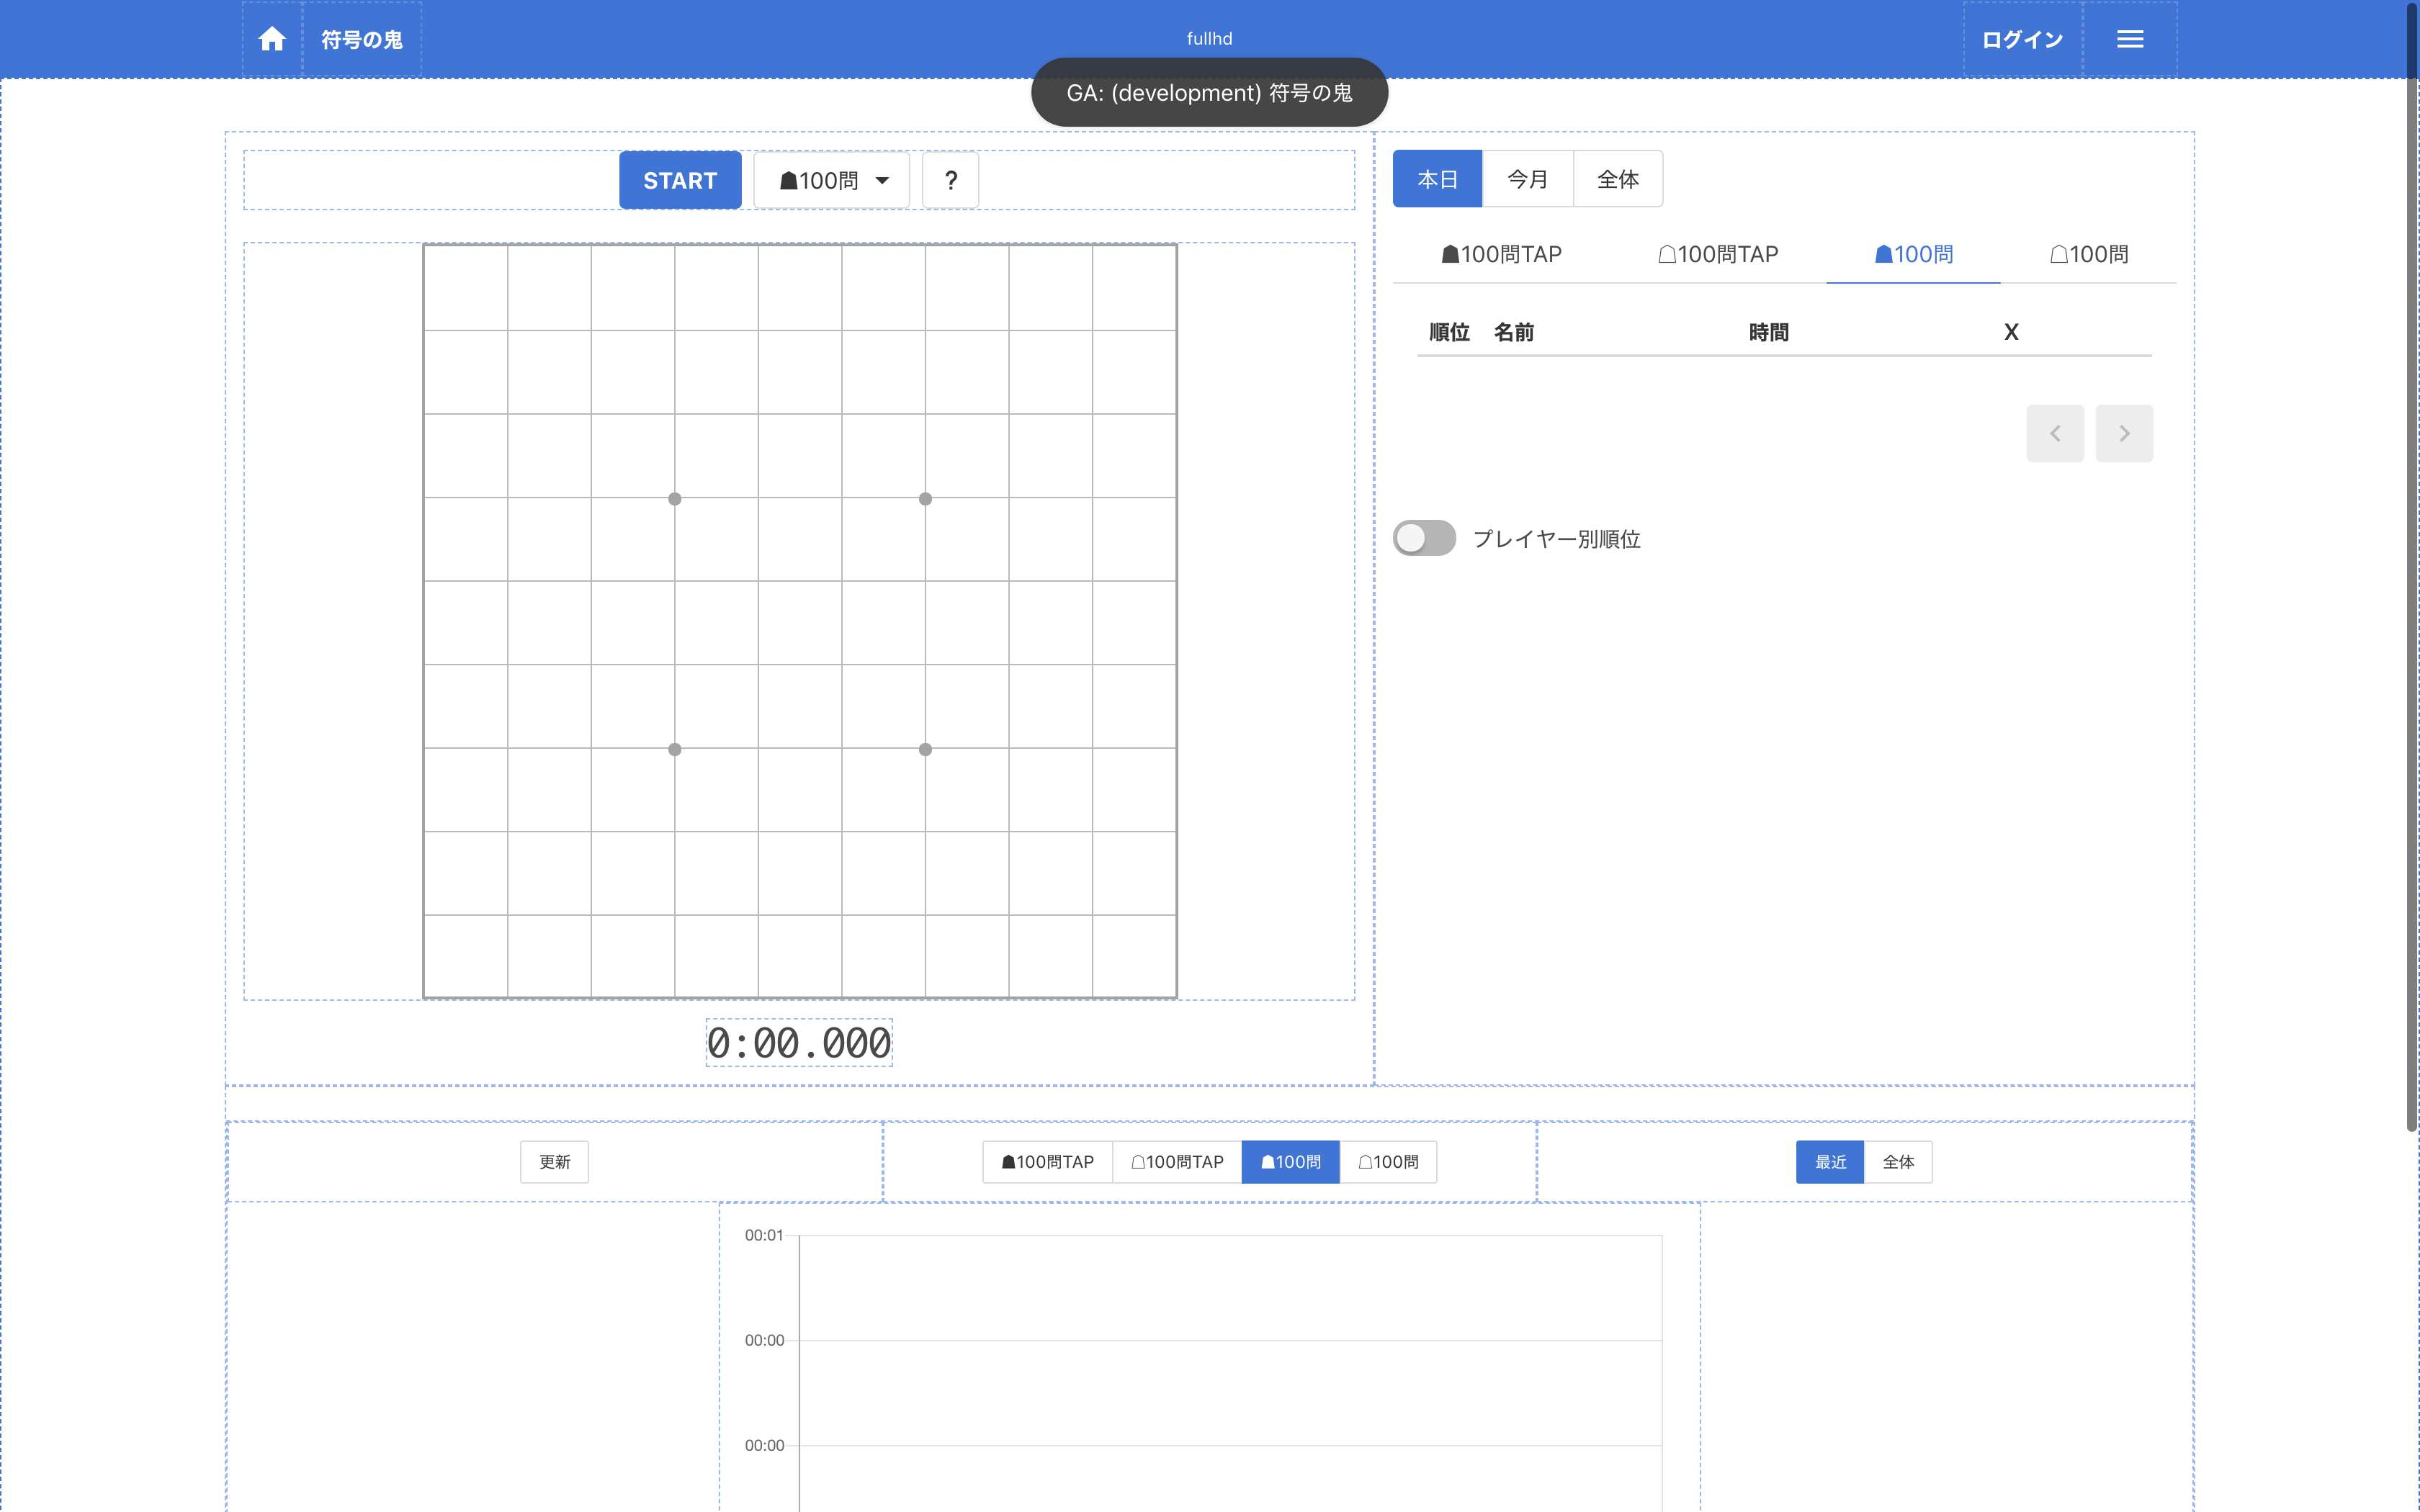 符号の鬼
fullhd
ログイン
GA: (development) 符号の鬼
START
☗100問
?
本日
今月
全体
☗100問TAP
☖100問TAP
☗100問
☖100問
順位
名前
時間
X
プレイヤー別順位
0:00.000
更新
☗100問TAP
☖100問TAP
☗100問
☖100問
最近
全体
00:01
00:00
00:00